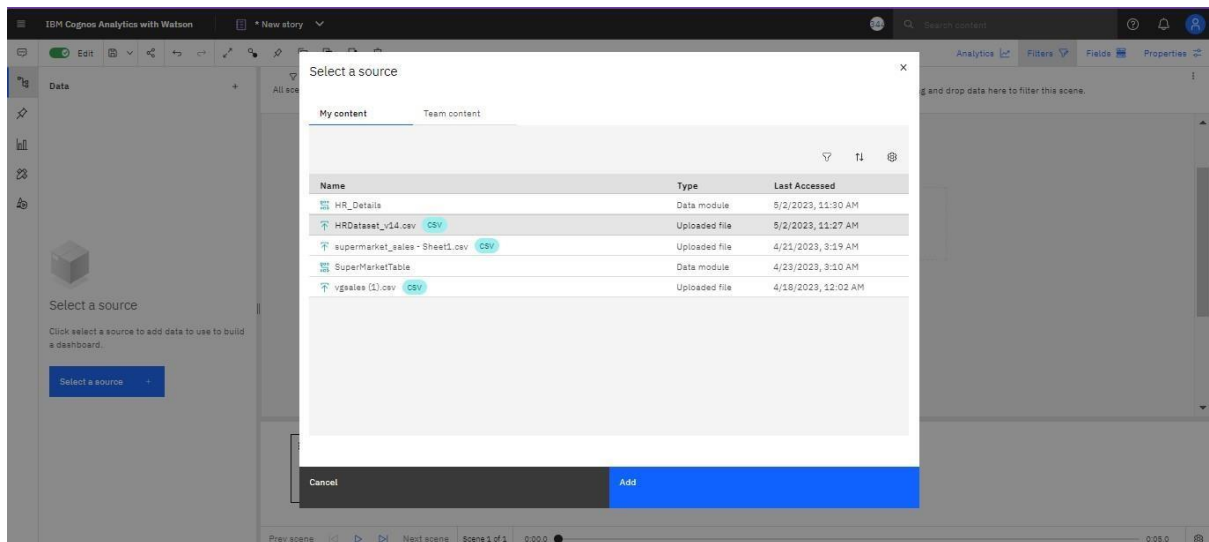 IBM Cognos Analytics with Watson
* New story
Search content
Edit
Analytics
Filters
Fields
Properties
Data
All sce
g and drop data here to filter this scene.
Select a source
Click select a source to add data to use to build
a dashboard.
Select a source +
Select a source
My content Team content
Name Type Last Accessed
HR_Details Data module 5/2/2023, 11:30 AM
HRDataset_v14.csv CSV Uploaded file 5/2/2023, 11:27 AM
supermarket_sales - Sheet1.csv CSV Uploaded file 4/21/2023, 3:19 AM
SuperMarketTable Data module 4/23/2023, 3:10 AM
vgsales (1).csv CSV Uploaded file 4/18/2023, 12:02 AM
Cancel
Add
Prev scene Next scene Scene 1 of 1 0:00.0 0:05.0